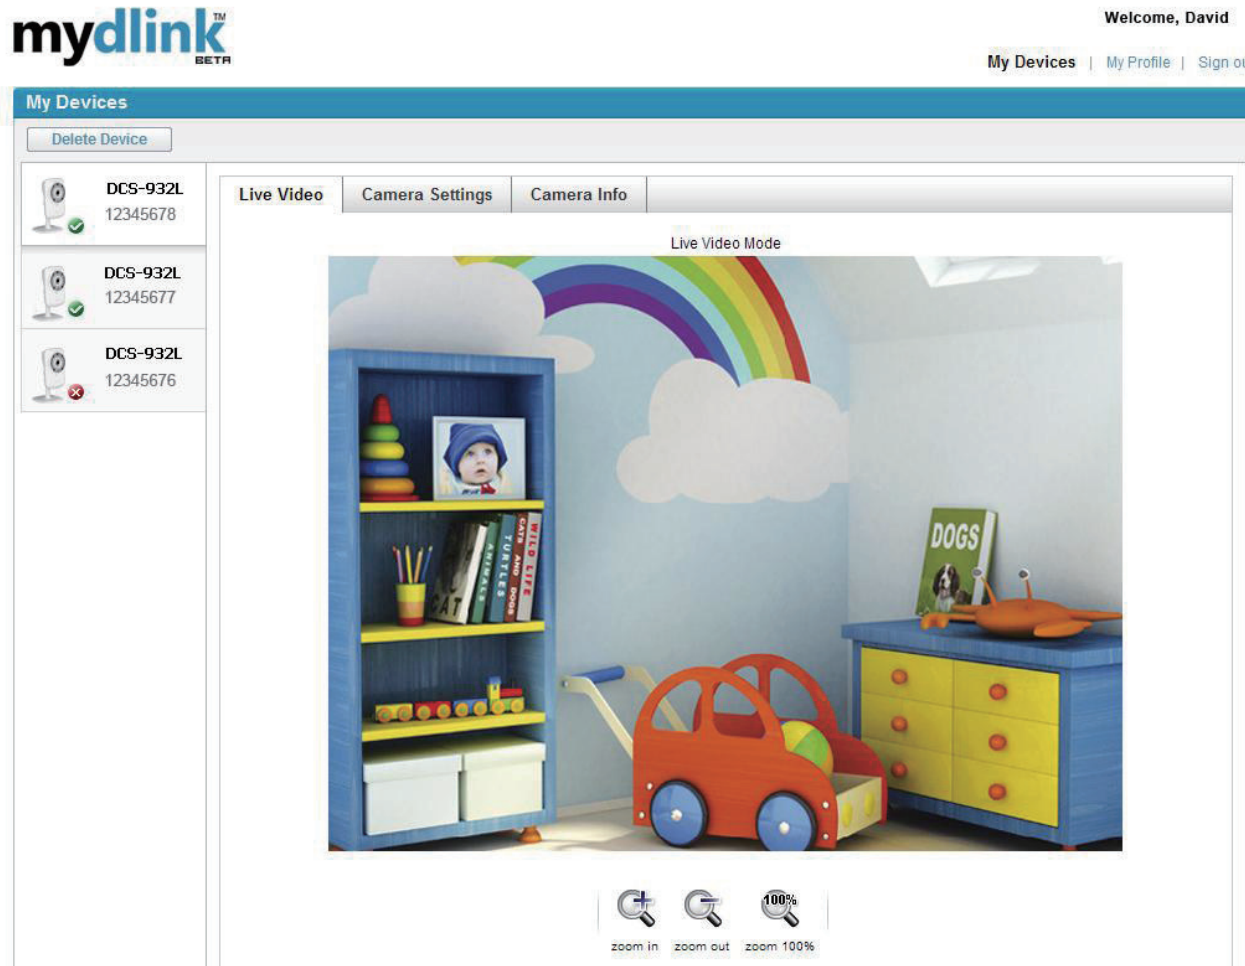 mydlink™
BETA
Welcome, David
My Devices | My Profile | Sign ou
My Devices
Delete Device
DCS-932L
12345678
DCS-932L
12345677
DCS-932L
12345676
Live Video
Camera Settings
Camera Info
Live Video Mode
CAT
ANIMALS
TURTLES
CATS AND DOGS
WILD LIFE
DOGS
100%
zoom in
zoom out
zoom 100%